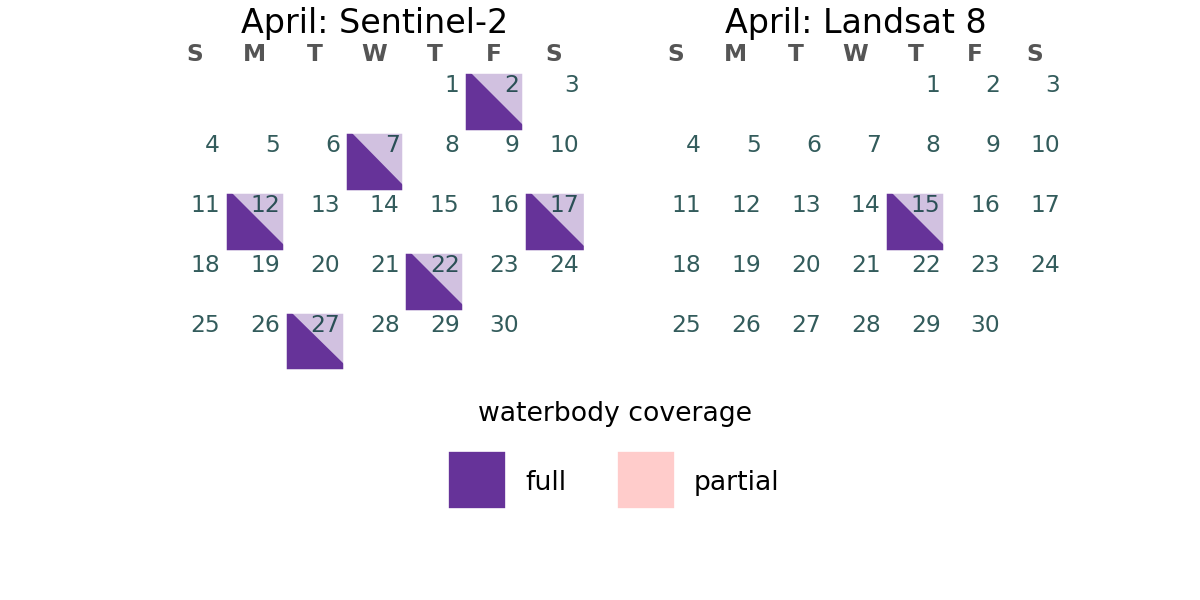 April: Sentinel-2
S M T W T F S
1 2 3
4 5 6 7 8 9 10
11 12 13 14 15 16 17
18 19 20 21 22 23 24
25 26 27 28 29 30
April: Landsat 8
S M T W T F S
1 2 3
4 5 6 7 8 9 10
11 12 13 14 15 16 17
18 19 20 21 22 23 24
25 26 27 28 29 30
waterbody coverage
full
partial